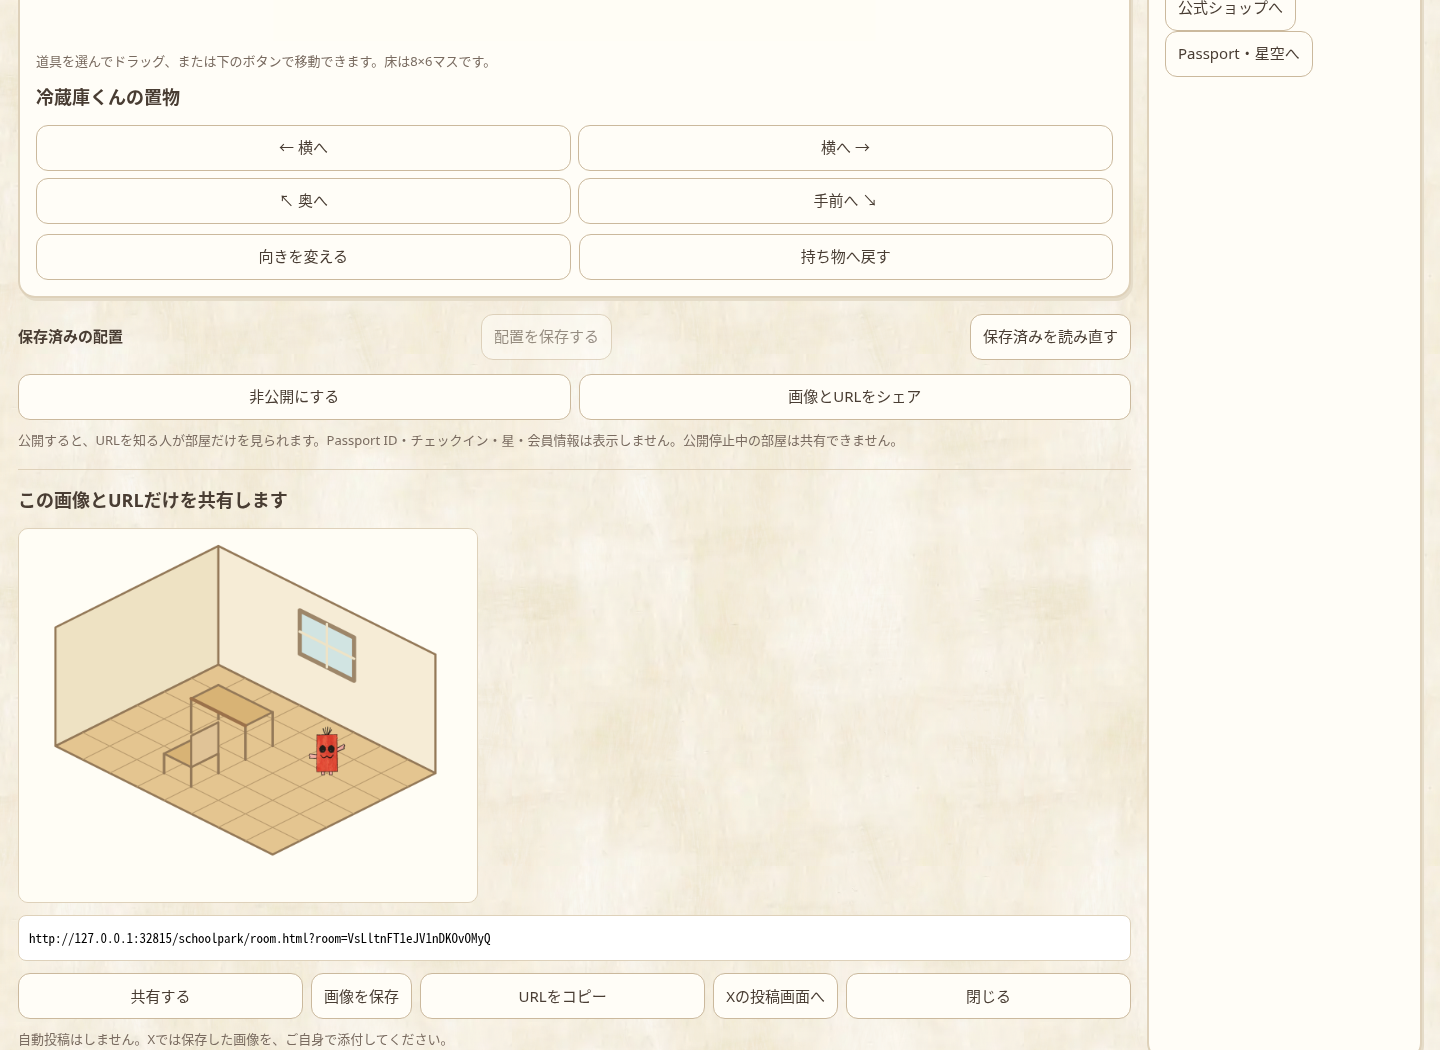 公式ショップへ
Passport・星空へ
道具を選んでドラッグ、または下のボタンで移動できます。床は8×6マスです。
冷蔵庫くんの置物
← 横へ
横へ →
↖ 奥へ
手前へ ↘
向きを変える
持ち物へ戻す
保存済みの配置
配置を保存する
保存済みを読み直す
非公開にする
画像とURLをシェア
公開すると、URLを知る人が部屋だけを見られます。Passport ID・チェックイン・星・会員情報は表示しません。公開停止中の部屋は共有できません。
この画像とURLだけを共有します
http://127.0.0.1:32815/schoolpark/room.html?room=VsLltnFT1eJV1nDKOvOMyQ
共有する
画像を保存
URLをコピー
Xの投稿画面へ
閉じる
自動投稿はしません。Xでは保存した画像を、ご自身で添付してください。